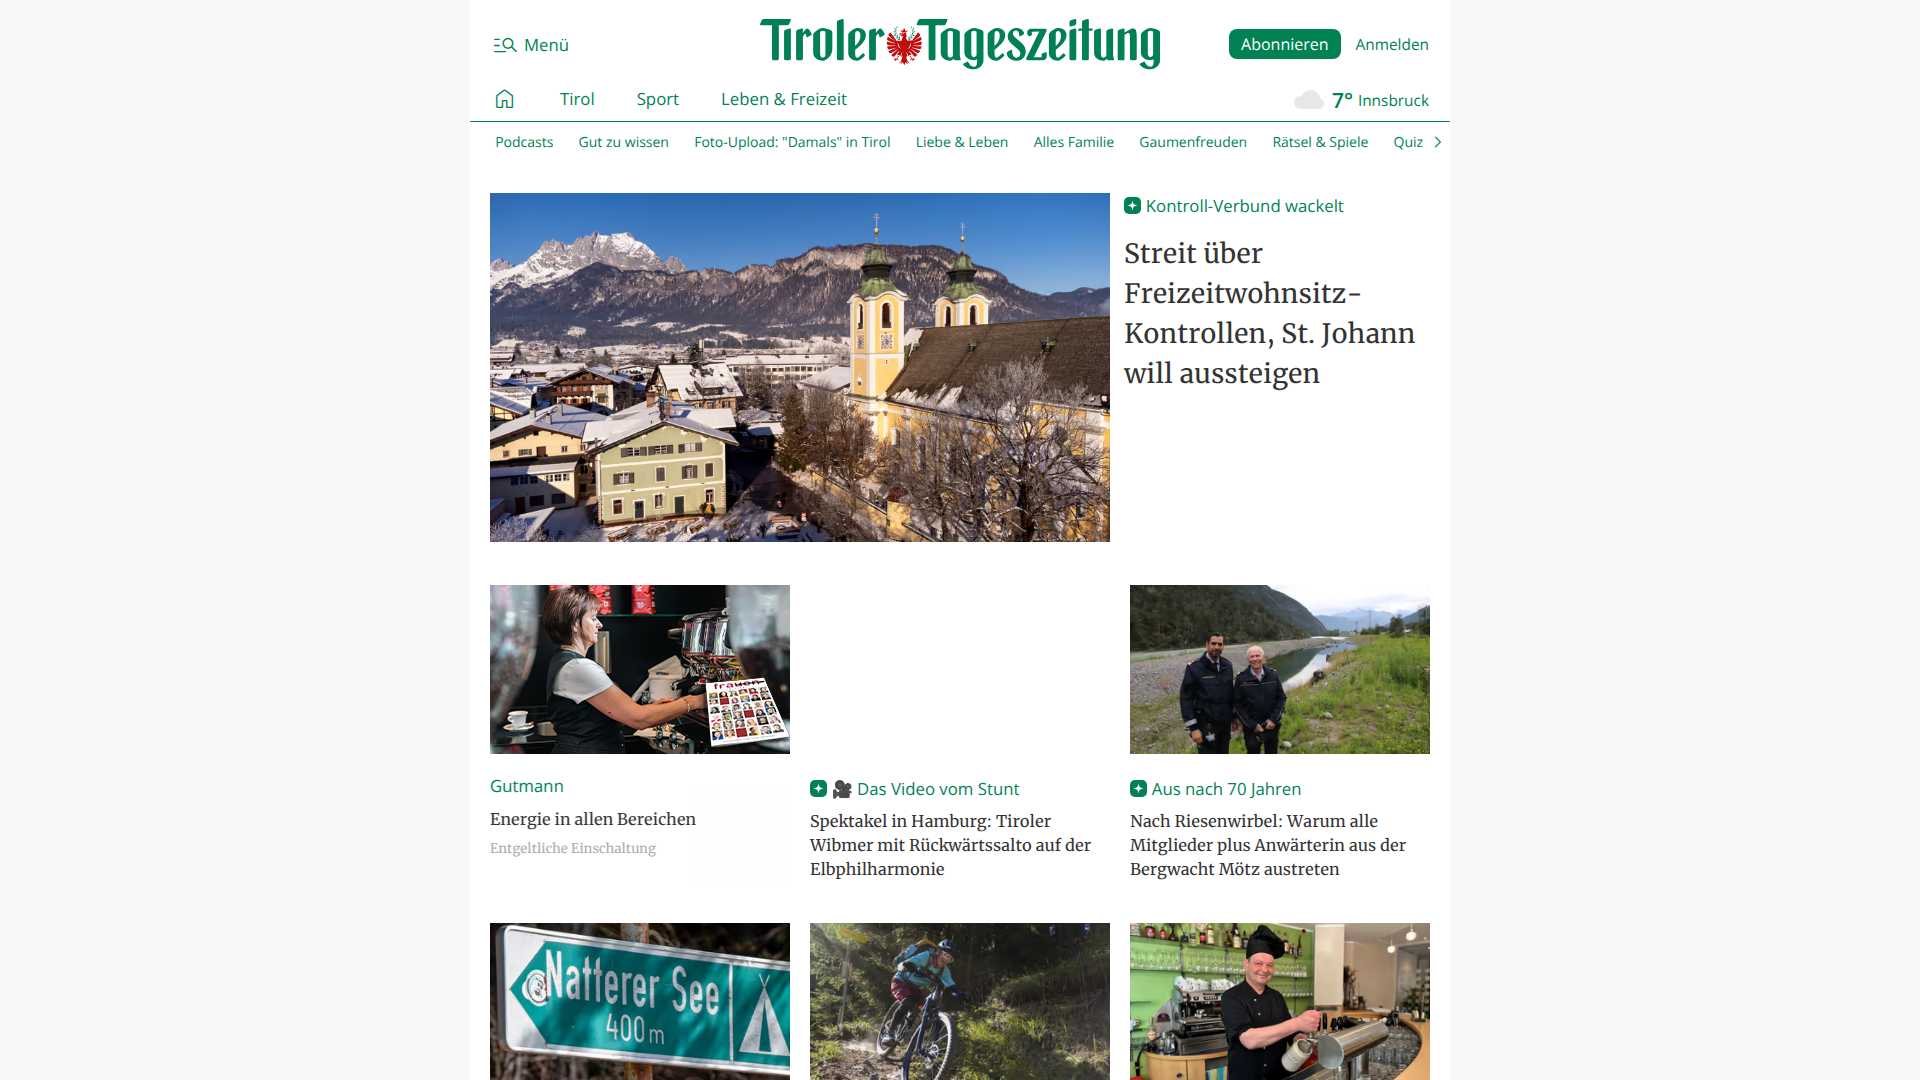 Menü
Tiroler Tageszeitung
Abonnieren
Anmelden
Tirol
Sport
Leben & Freizeit
7° Innsbruck
Podcasts
Gut zu wissen
Foto-Upload: "Damals" in Tirol
Liebe & Leben
Alles Familie
Gaumenfreuden
Rätsel & Spiele
Quiz
Kontroll-Verbund wackelt
Streit über
Freizeitwohnsitz-
Kontrollen, St. Johann
will aussteigen
frauen
Gutmann
Energie in allen Bereichen
Entgeltliche Einschaltung
🎥 Das Video vom Stunt
Spektakel in Hamburg: Tiroler
Wibmer mit Rückwärtssalto auf der
Elbphilharmonie
Aus nach 70 Jahren
Nach Riesenwirbel: Warum alle
Mitglieder plus Anwärterin aus der
Bergwacht Mötz austreten
Natterer See
400 m